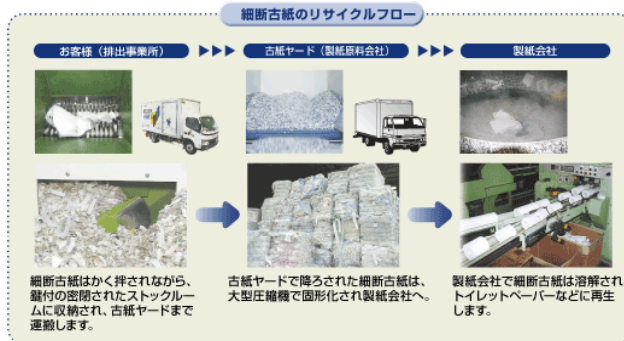 細断古紙のリサイクルフロー
お客様（排出事業所）
古紙ヤード（製紙原料会社）
製紙会社
細断古紙はかく拌されながら、
鍵付の密閉されたストックルー
ムに収納され、古紙ヤードまで
運搬します。
古紙ヤードで降ろされた細断古紙は、
大型圧縮機で固形化され製紙会社へ。
製紙会社で細断古紙は溶解され
トイレットペーパーなどに再生
します。